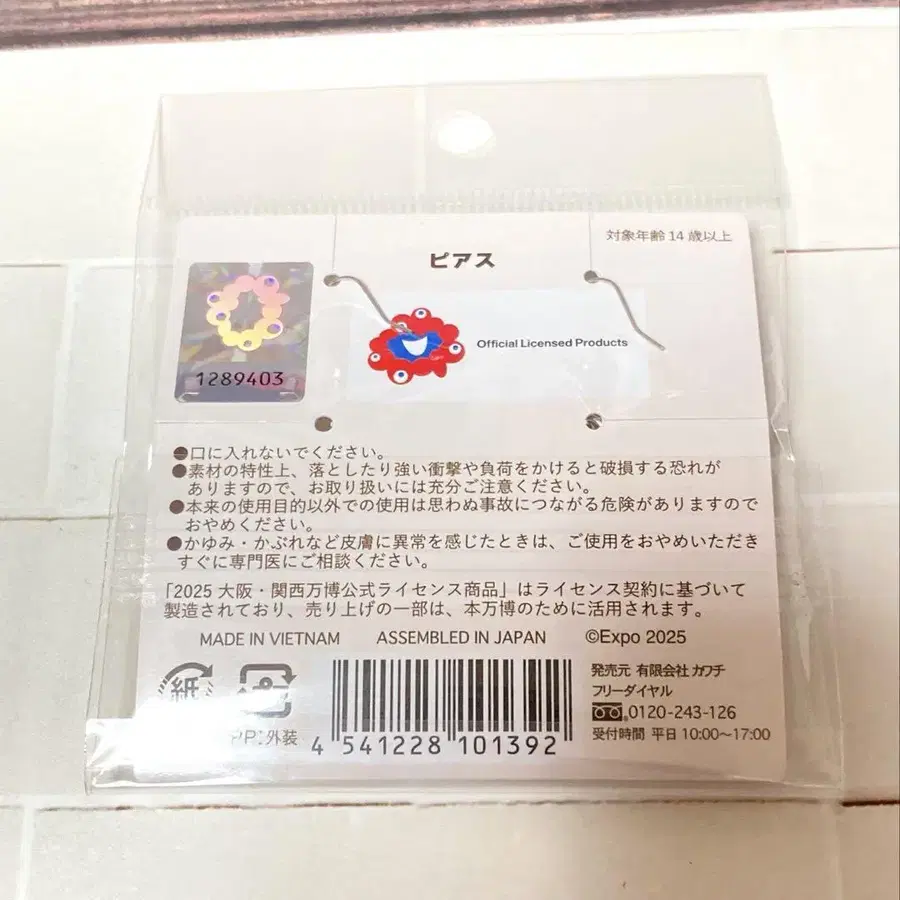 対象年齢 14 歳以上
ピアス
1289403
Official Licensed Products
●口に入れないでください。
●素材の特性上、落としたり強い衝撃や負荷をかけると破損する恐れが
ありますので、お取り扱いには充分ご注意ください。
●本来の使用目的以外での使用は思わぬ事故につながる危険がありますので
おやめください。
●かゆみ・かぶれなど皮膚に異常を感じたときは、ご使用をおやめいただき
すぐに専門医にご相談ください。
「2025 大阪・関西万博公式ライセンス商品」はライセンス契約に基づいて
製造されており、売り上げの一部は、本万博のために活用されます。
MADE IN VIETNAM ASSEMBLED IN JAPAN ©Expo 2025
紙
外装
4 541228 101392
発売元 有限会社 カワチ
フリーダイヤル
0120-243-126
受付時間 平日 10:00～17:00